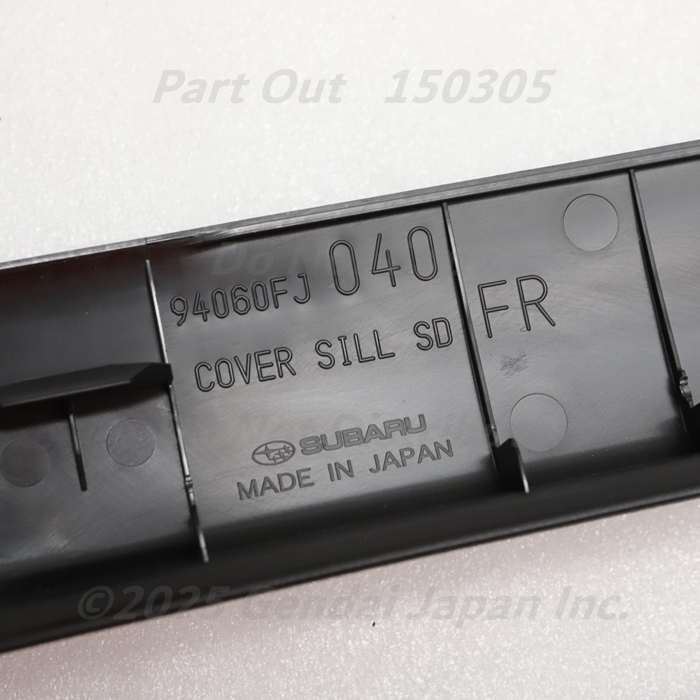 Part Out 150305
94060FJ 040 FR
COVER SILL SD
SUBARU
MADE IN JAPAN
©2025 Gendai Japan Inc.